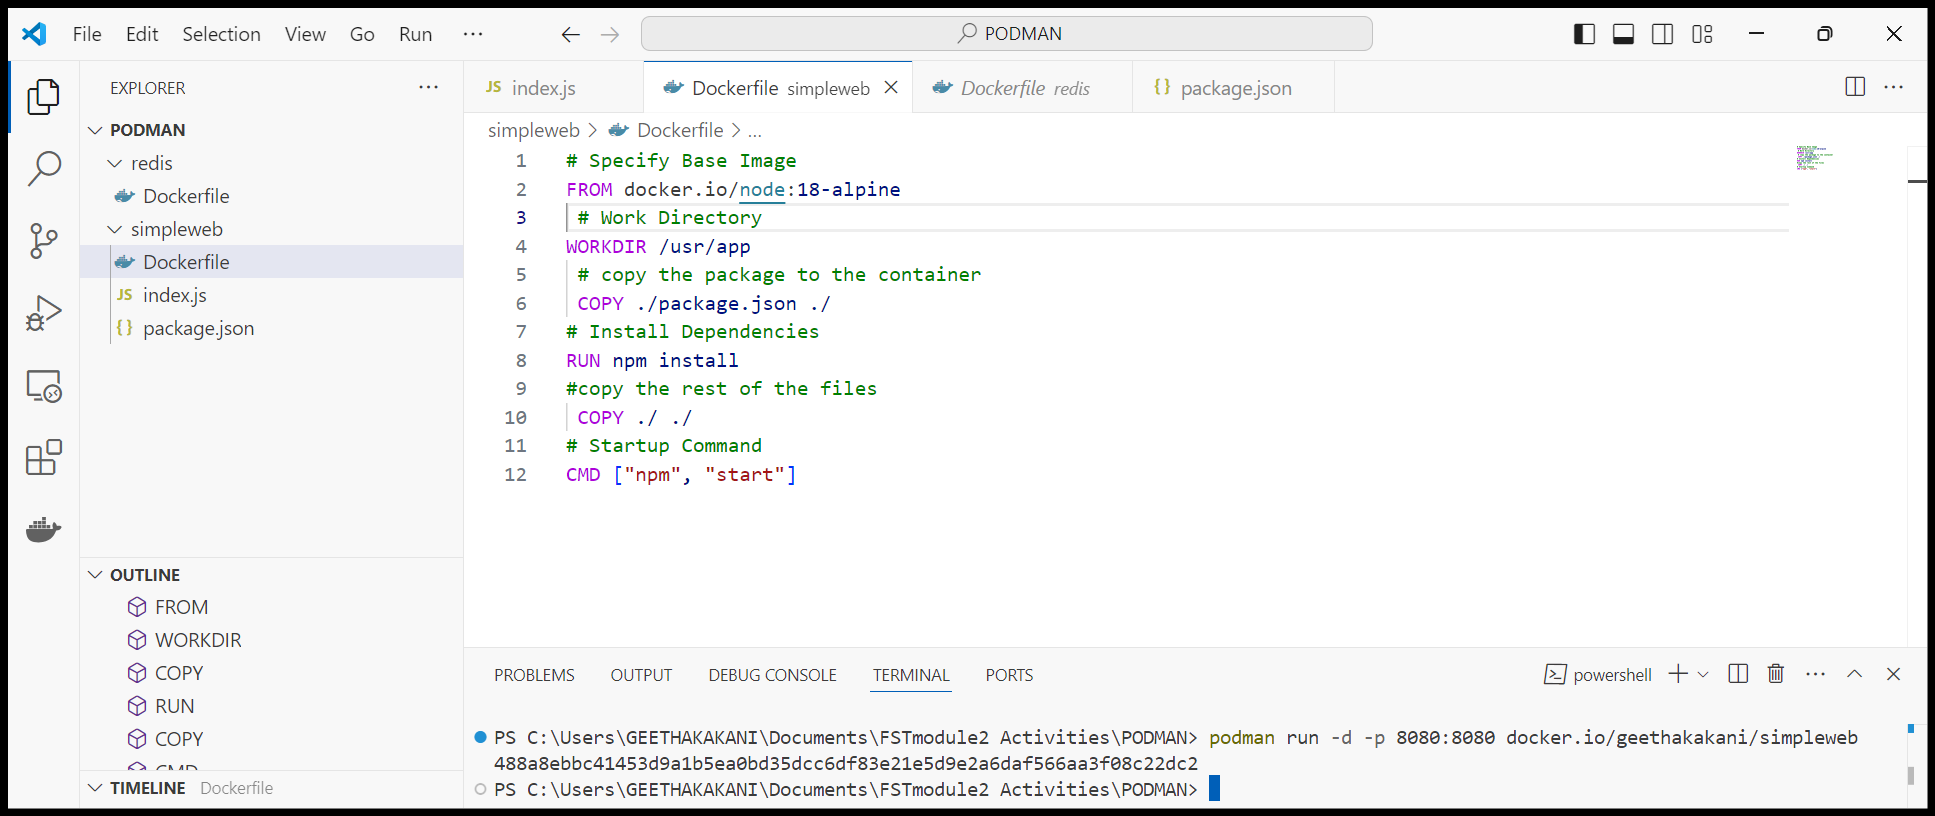 File Edit Selection View Go Run ··· PODMAN
EXPLORER ···
PODMAN
redis
Dockerfile
simpleweb
Dockerfile
JS index.js
{} package.json
OUTLINE
FROM
WORKDIR
COPY
RUN
COPY
CMD
TIMELINE Dockerfile
JS index.js Dockerfile simpleweb Dockerfile redis {} package.json ···
simpleweb > Dockerfile > ...
1 # Specify Base Image
2 FROM docker.io/node:18-alpine
3 # Work Directory
4 WORKDIR /usr/app
5 # copy the package to the container
6 COPY ./package.json ./
7 # Install Dependencies
8 RUN npm install
9 #copy the rest of the files
10 COPY ./ ./
11 # Startup Command
12 CMD ["npm", "start"]
PROBLEMS OUTPUT DEBUG CONSOLE TERMINAL PORTS powershell ···
PS C:\Users\GEETHAKAKANI\Documents\FSTmodule2 Activities\PODMAN> podman run -d -p 8080:8080 docker.io/geethakakani/simpleweb
488a8ebbc41453d9a1b5ea0bd35dcc6df83e21e5d9e2a6daf566aa3f08c22dc2
PS C:\Users\GEETHAKAKANI\Documents\FSTmodule2 Activities\PODMAN>